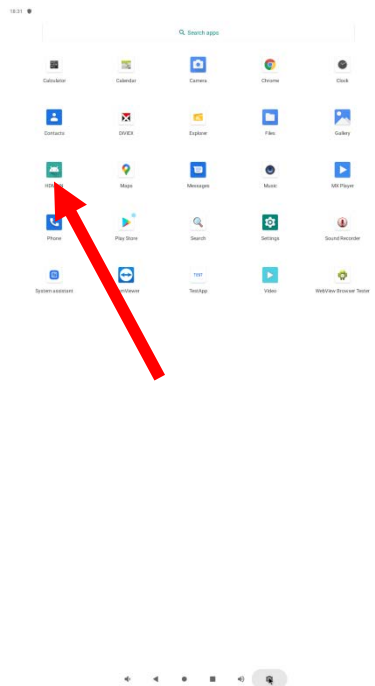 18:31
Search apps
Calculator Calendar Camera Chrome Clock
Contacts DIVIEX Explorer Files Gallery
Maps Messages Music MX Player
Phone Play Store Search Settings Sound Recorder
System assistant TestApp Video WebView Browser Tester